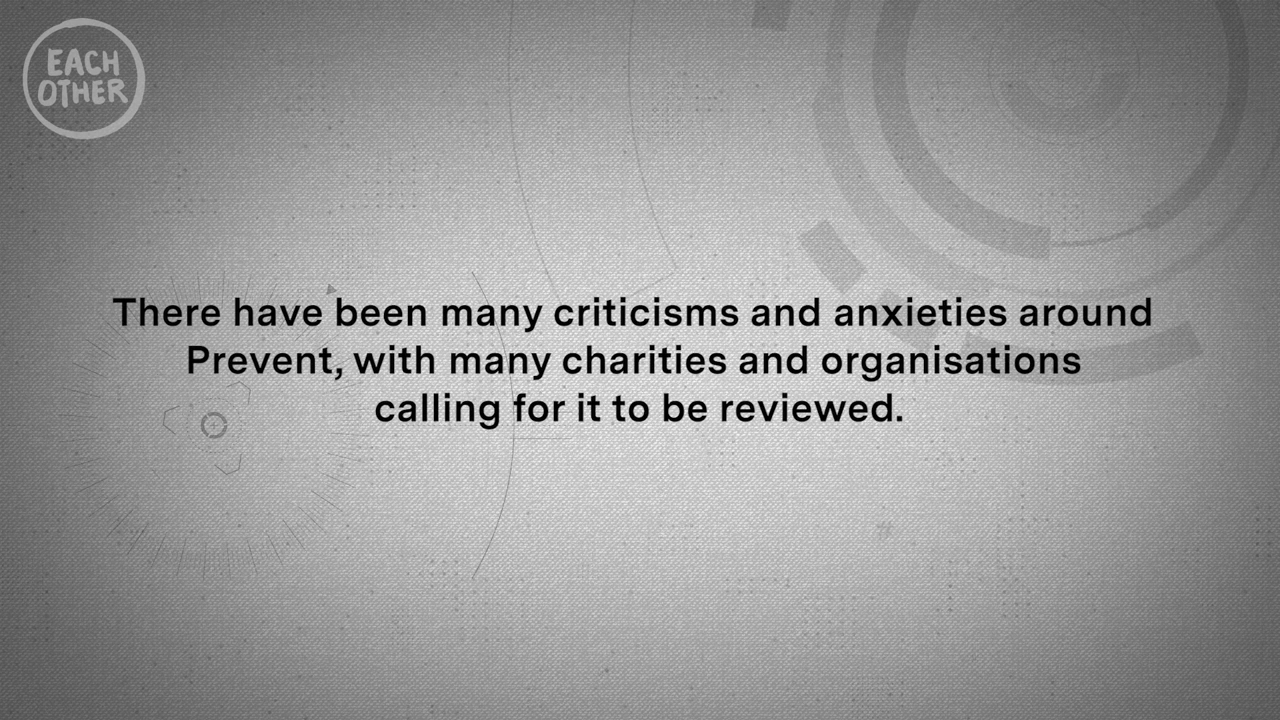 EACH
OTHER
There have been many criticisms and anxieties around
Prevent, with many charities and organisations
calling for it to be reviewed.